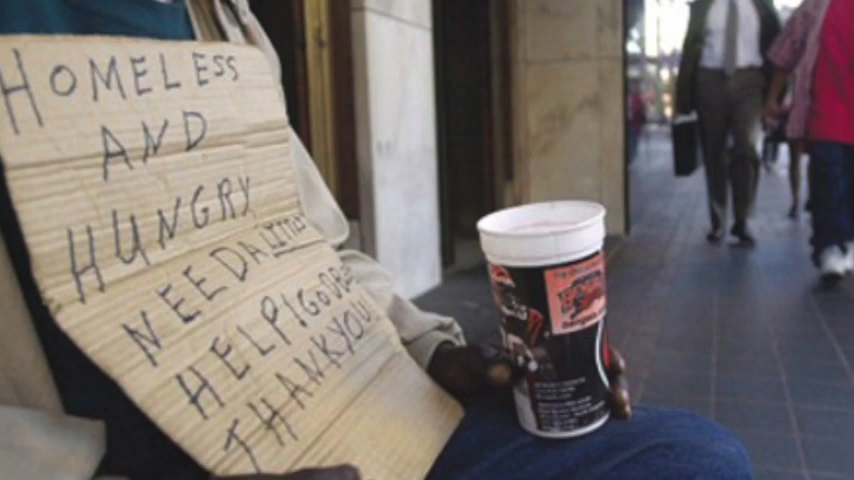 HOMELESS
AND
HUNGRY
NEED A LITTLE
HELP! GOD BLESS
THANK YOU!